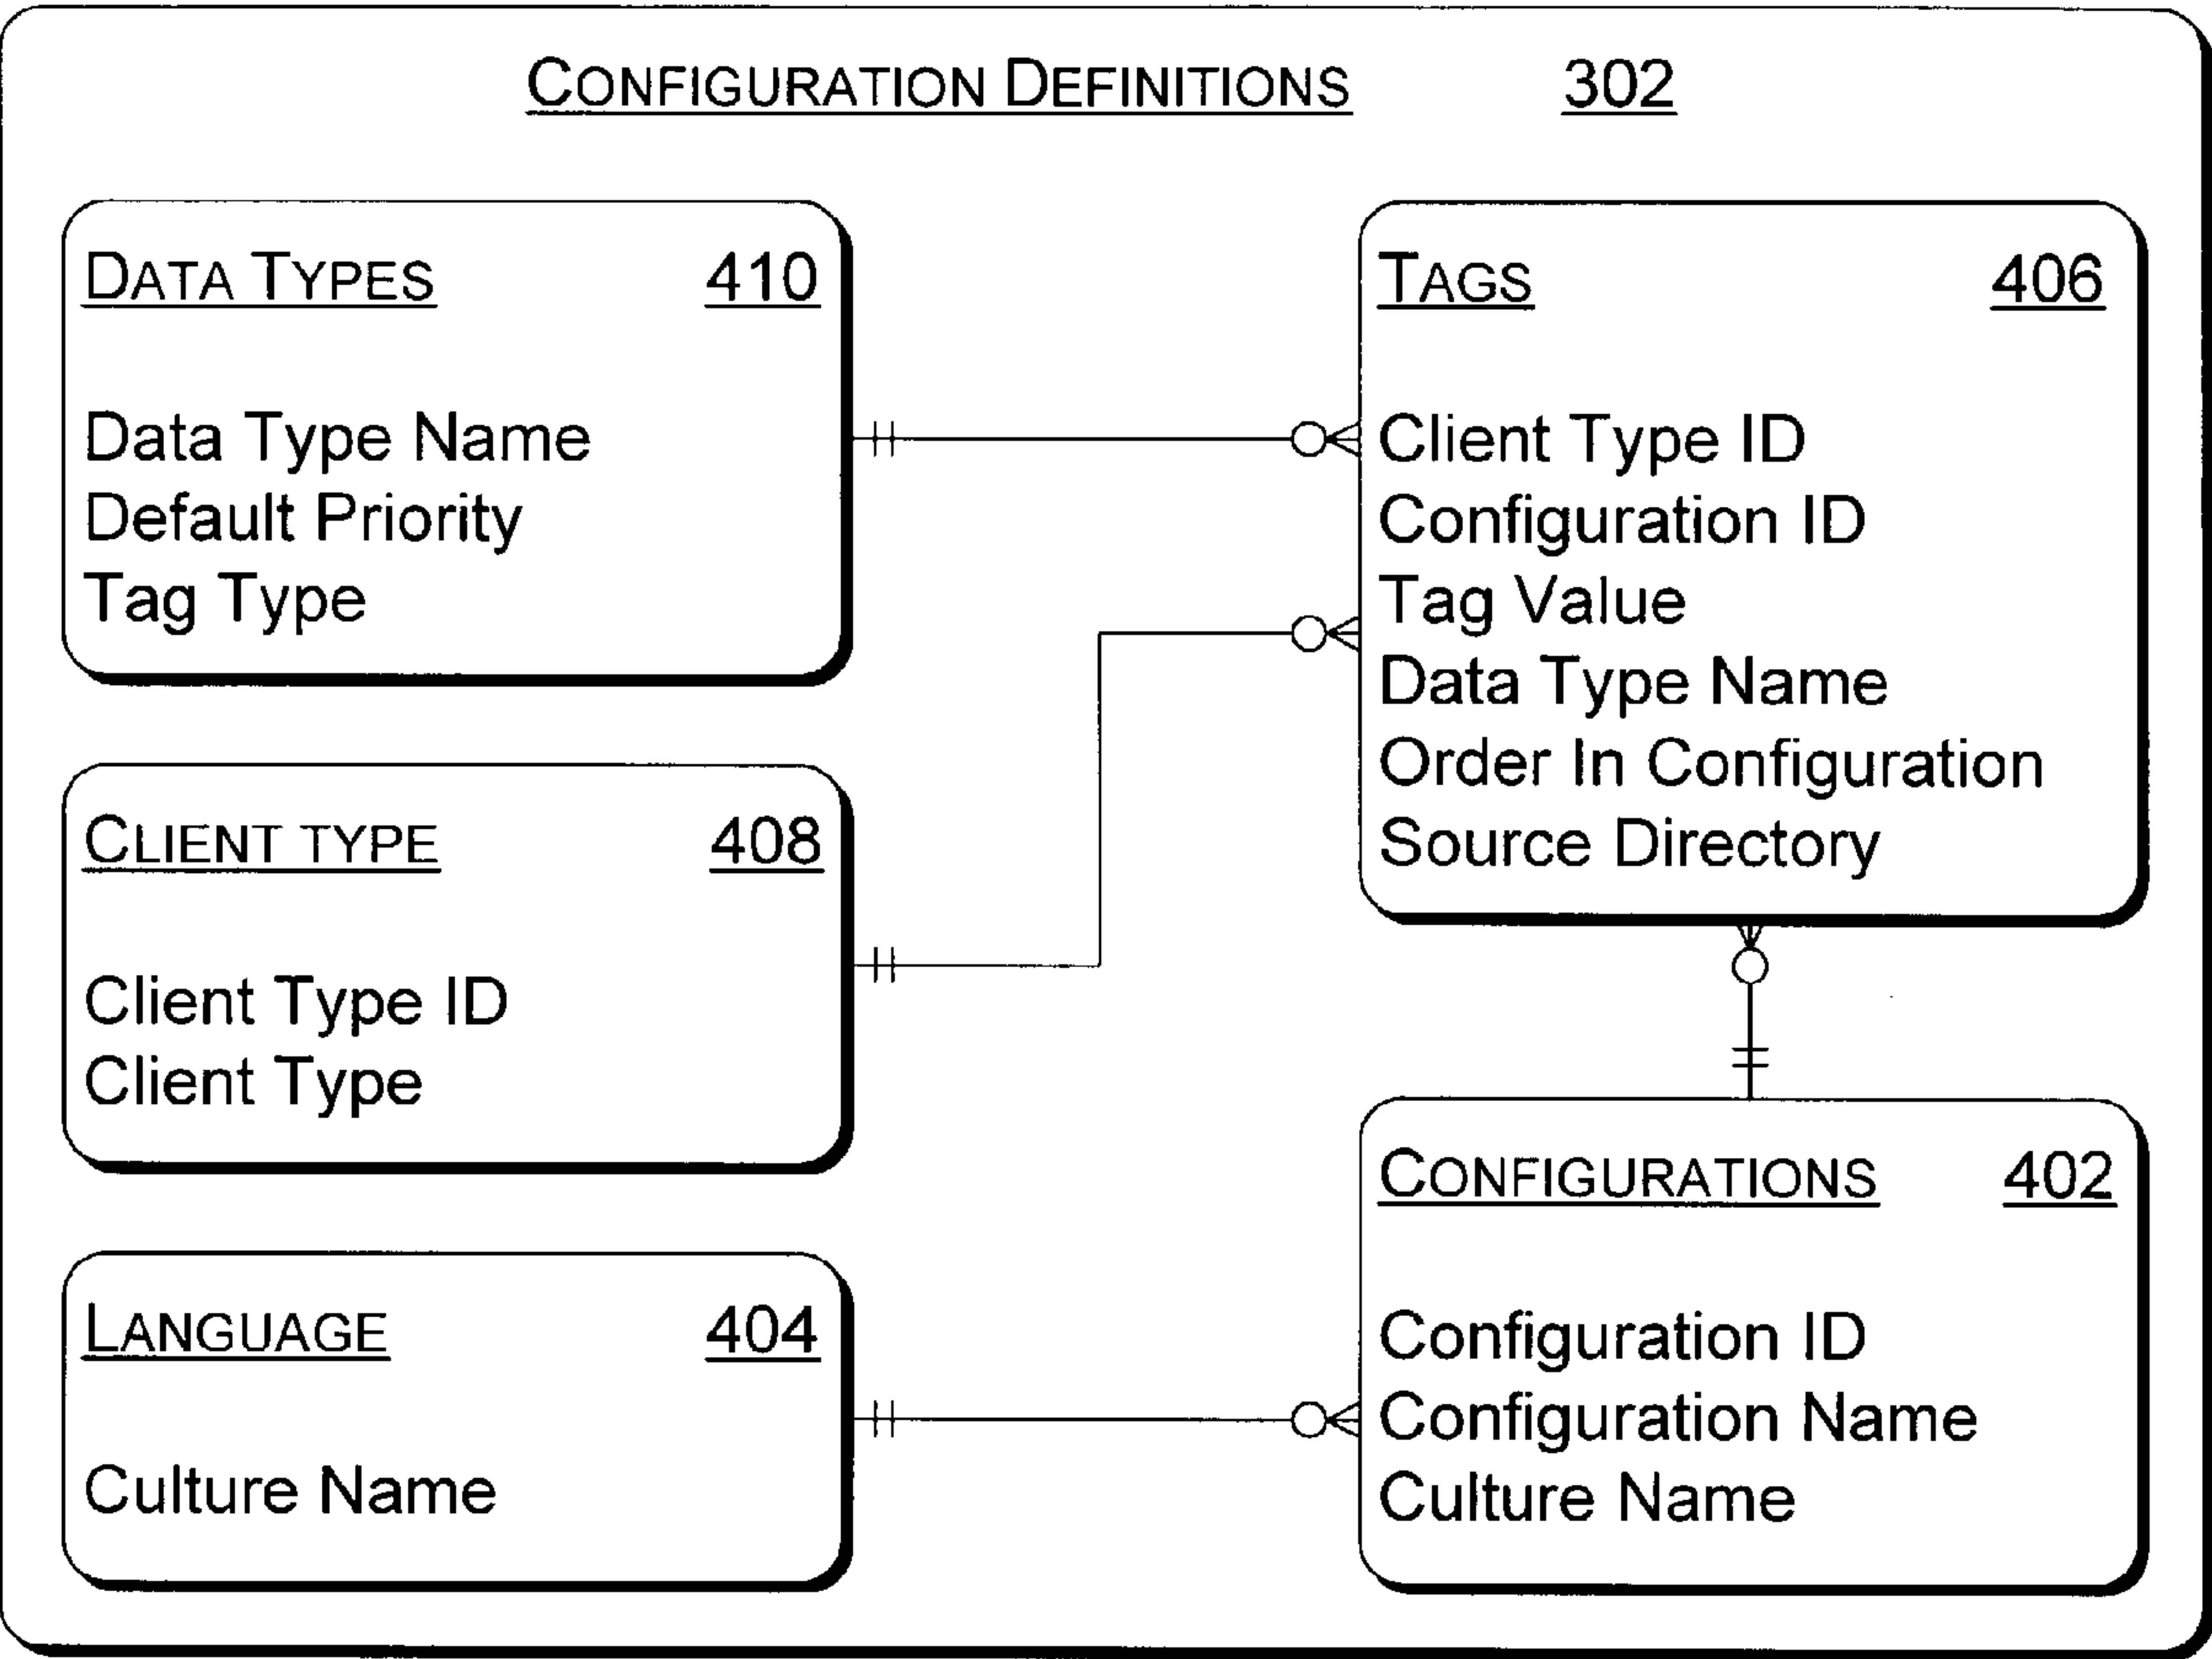 CONFIGURATION DEFINITIONS 302
DATA TYPES 410
Data Type Name
Default Priority
Tag Type
TAGS 406
Client Type ID
Configuration ID
Tag Value
Data Type Name
Order In Configuration
Source Directory
CLIENT TYPE 408
Client Type ID
Client Type
CONFIGURATIONS 402
Configuration ID
Configuration Name
Culture Name
LANGUAGE 404
Culture Name